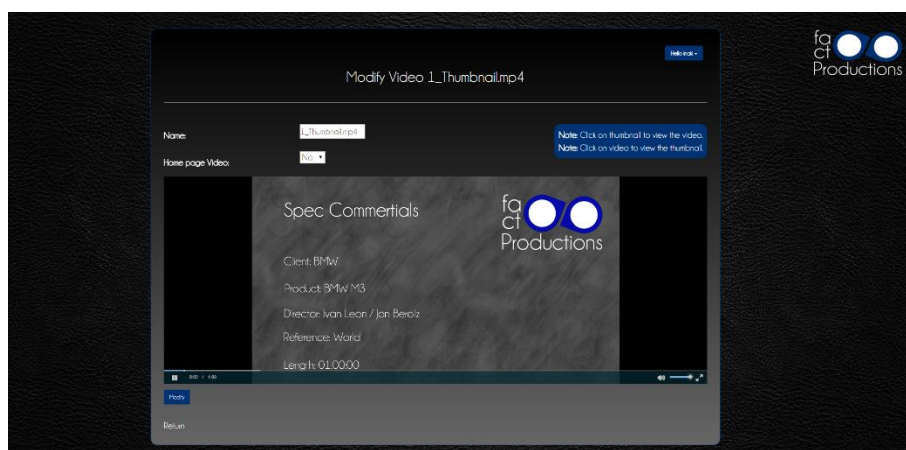 fa
ct
Productions
Modify Video 1_Thumbnail.mp4
Name:
1_Thumbnail.mp4
Note: Click on thumbnail to view the video.
Note: Click on video to view the thumbnail.
Home page Video:
No
Spec Commertials
fa
ct
Productions
Client: BMW
Product: BMW M3
Director: Ivan Leon / Jon Beroiz
Reference: World
Length: 01:00:00
Modify
Return